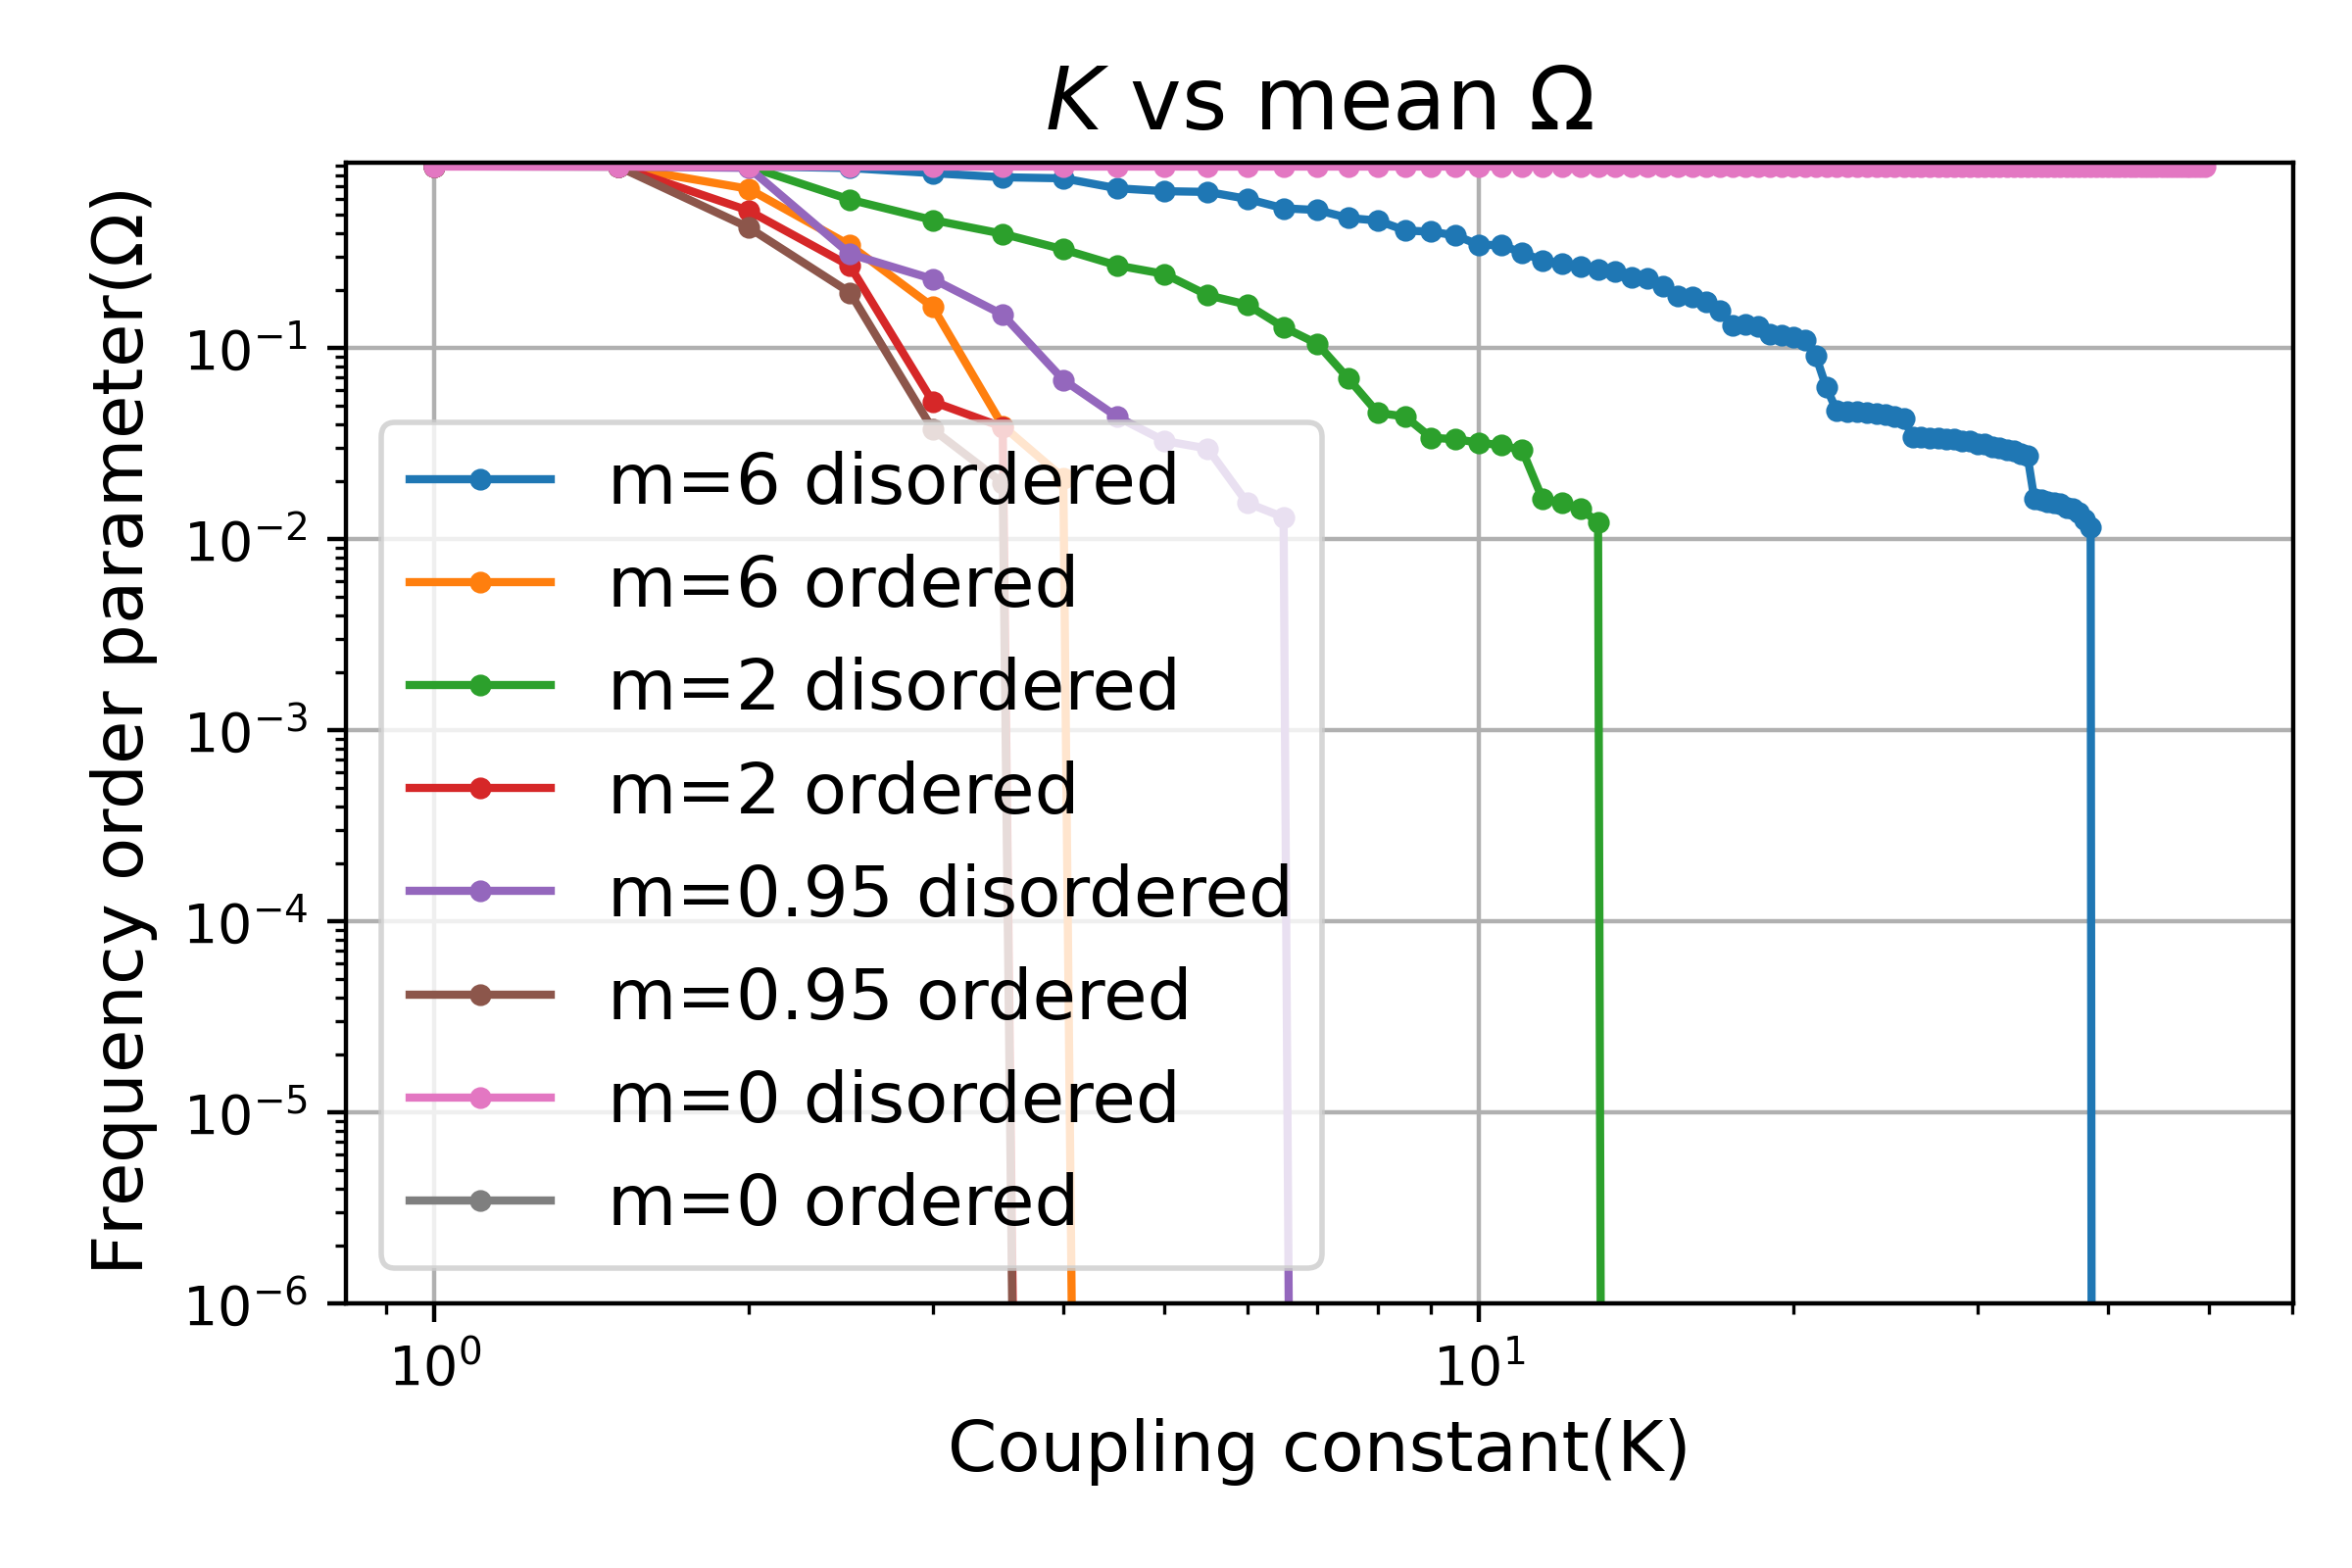 K vs mean Ω
Frequency order parameter(Ω)
10⁻¹
10⁻²
10⁻³
10⁻⁴
10⁻⁵
10⁻⁶
m=6 disordered
m=6 ordered
m=2 disordered
m=2 ordered
m=0.95 disordered
m=0.95 ordered
m=0 disordered
m=0 ordered
10⁰
10¹
Coupling constant(K)